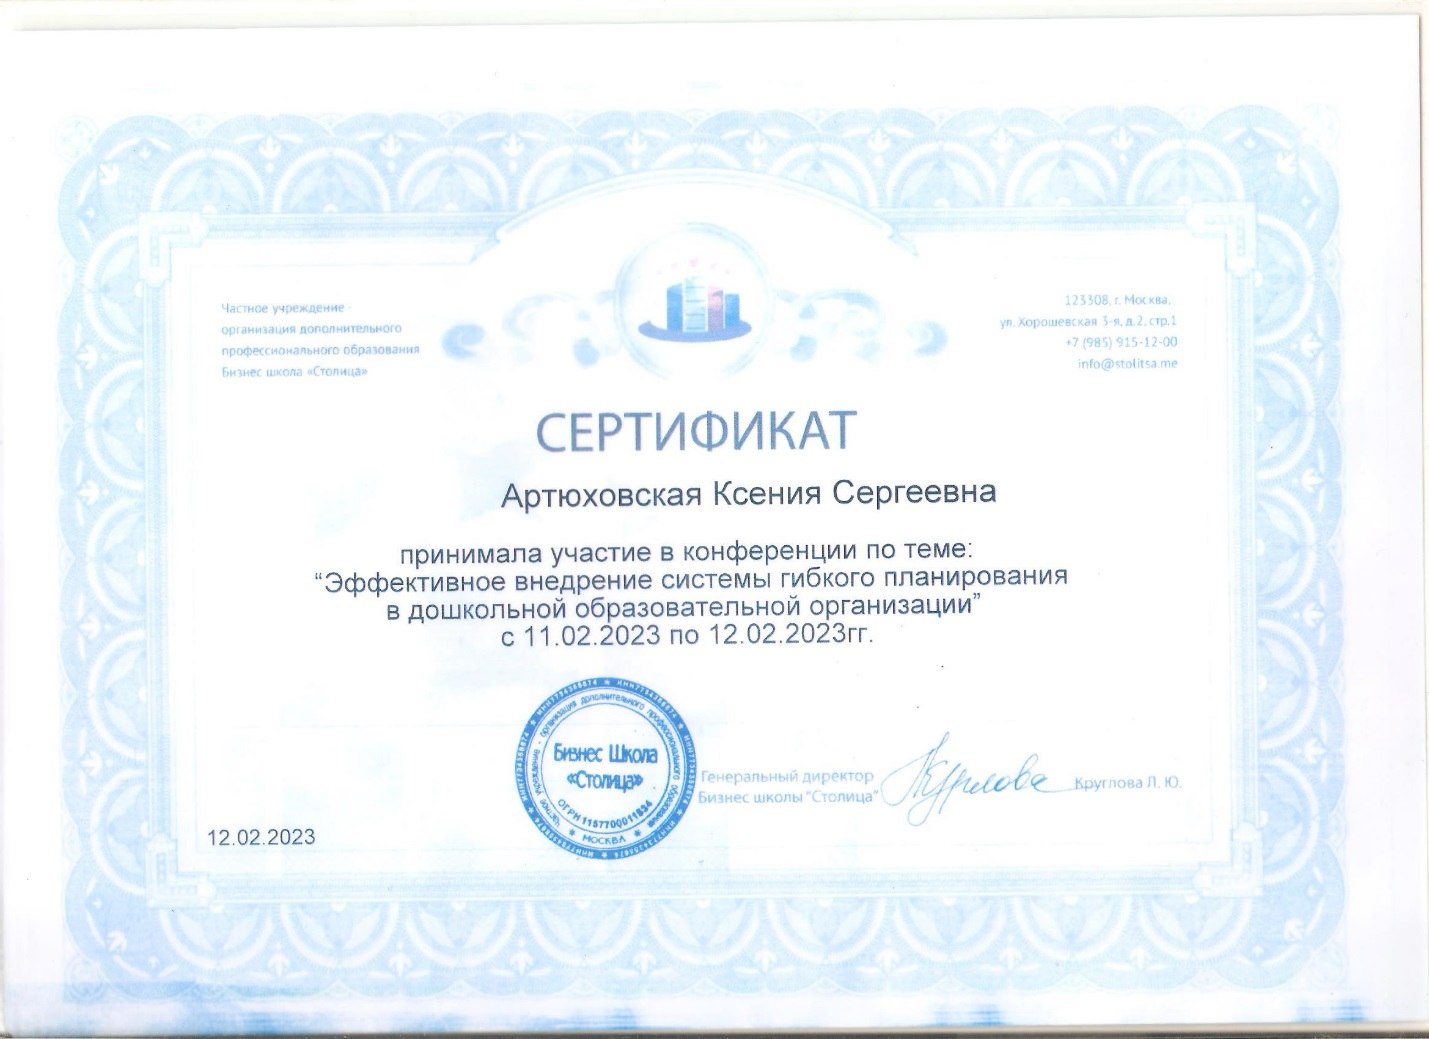 Частное учреждение -
организация дополнительного
профессионального образования
Бизнес школа «Столица»
123308, г. Москва,
ул. Хорошевская 3-я, д.2, стр.1
+7 (985) 915-12-00
info@stolitsa.me
СЕРТИФИКАТ
Артюховская Ксения Сергеевна
принимала участие в конференции по теме:
“Эффективное внедрение системы гибкого планирования
в дошкольной образовательной организации”
с 11.02.2023 по 12.02.2023гг.
Бизнес Школа
«Столица»
МОСКВА
Генеральный директор
Бизнес школы "Столица"
Круглова Л. Ю.
12.02.2023